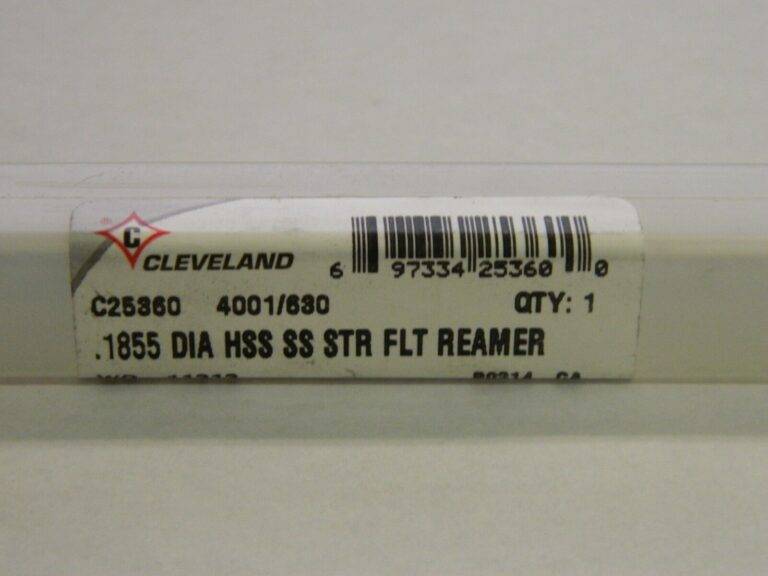 ® C CLEVELAND
6 97334 25360 0
C25360 4001/630 QTY: 1
.1855 DIA HSS SS STR FLT REAMER